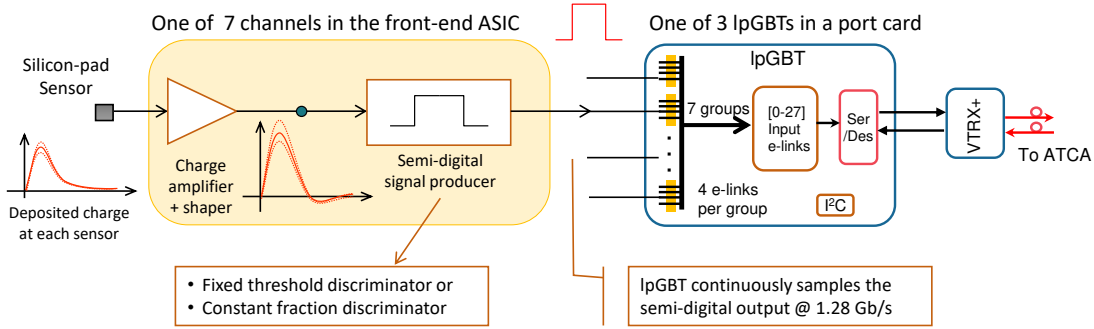 One of 7 channels in the front-end ASIC
One of 3 lpGBTs in a port card
Silicon-pad
Sensor
lpGBT
7 groups
[0-27]
Input
e-links
Ser
/Des
VTRX+
To ATCA
Charge
amplifier
+ shaper
Semi-digital
signal producer
Deposited charge
at each sensor
4 e-links
per group
I²C
• Fixed threshold discriminator or
• Constant fraction discriminator
lpGBT continuously samples the
semi-digital output @ 1.28 Gb/s